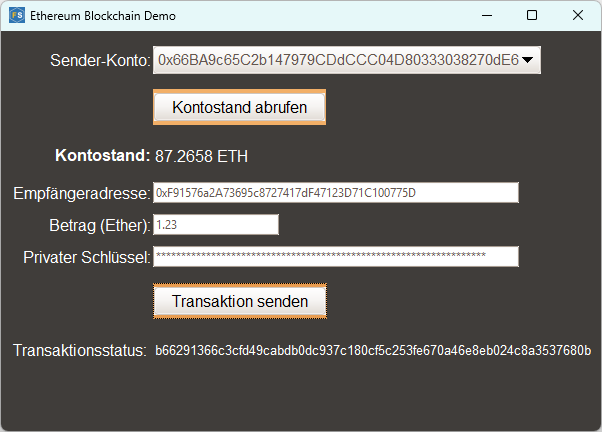 FS Ethereum Blockchain Demo
Sender-Konto: 0x66BA9c65C2b147979CDdCCC04D80333038270dE6
Kontostand abrufen
Kontostand: 87.2658 ETH
Empfängeradresse: 0xF91576a2A73695c8727417dF47123D71C100775D
Betrag (Ether): 1.23
Privater Schlüssel: ******************************************************************
Transaktion senden
Transaktionsstatus: b66291366c3cfd49cabdb0dc937c180cf5c253fe670a46e8eb024c8a3537680b